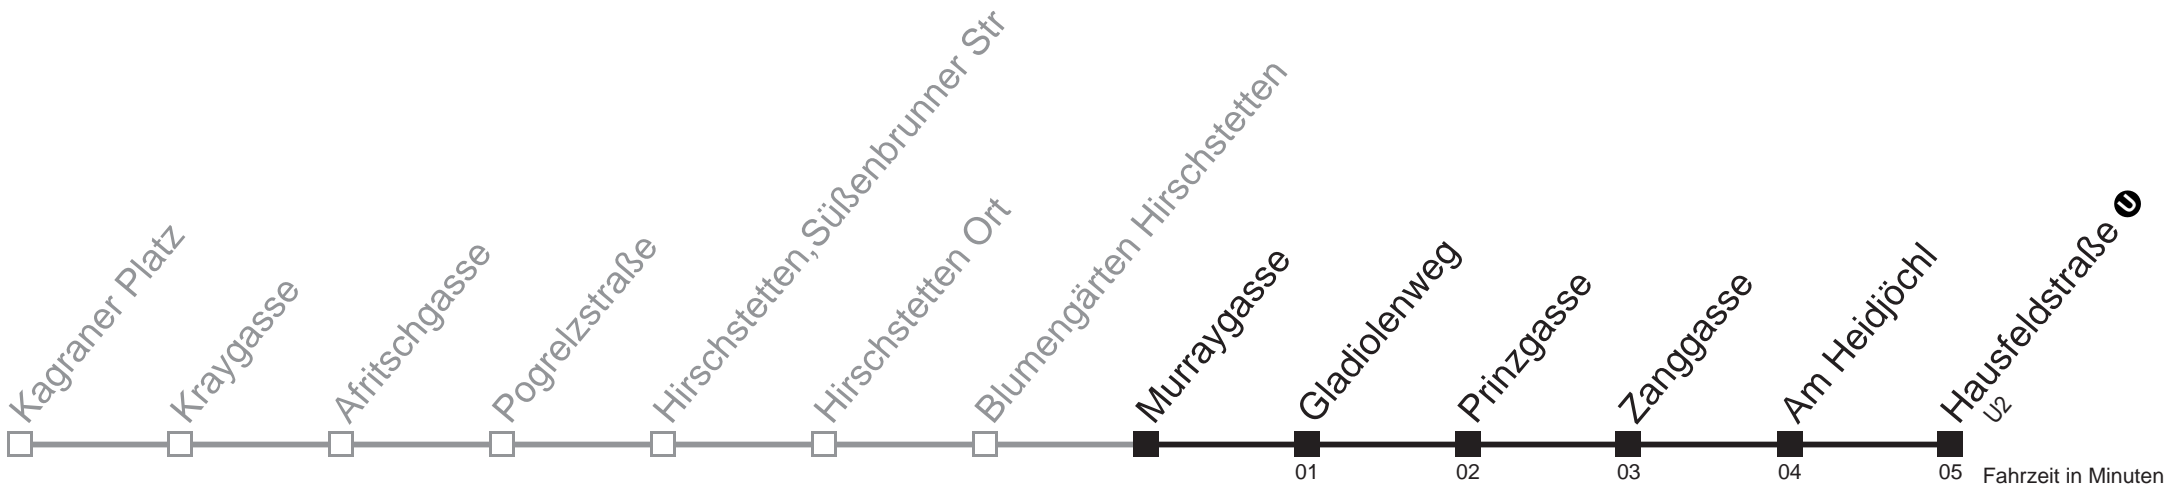 Kagraner Platz
Kraygasse
Afritschgasse
Pogrelzstraße
Hirschstetten,Süßenbrunner Str
Hirschstetten Ort
Blumengärten Hirschstetten
Murraygasse
Gladiolenweg
Prinzgasse
Zanggasse
Am Heidjöchl
Hausfeldstraße U
U2
01 02 03 04 05 Fahrzeit in Minuten